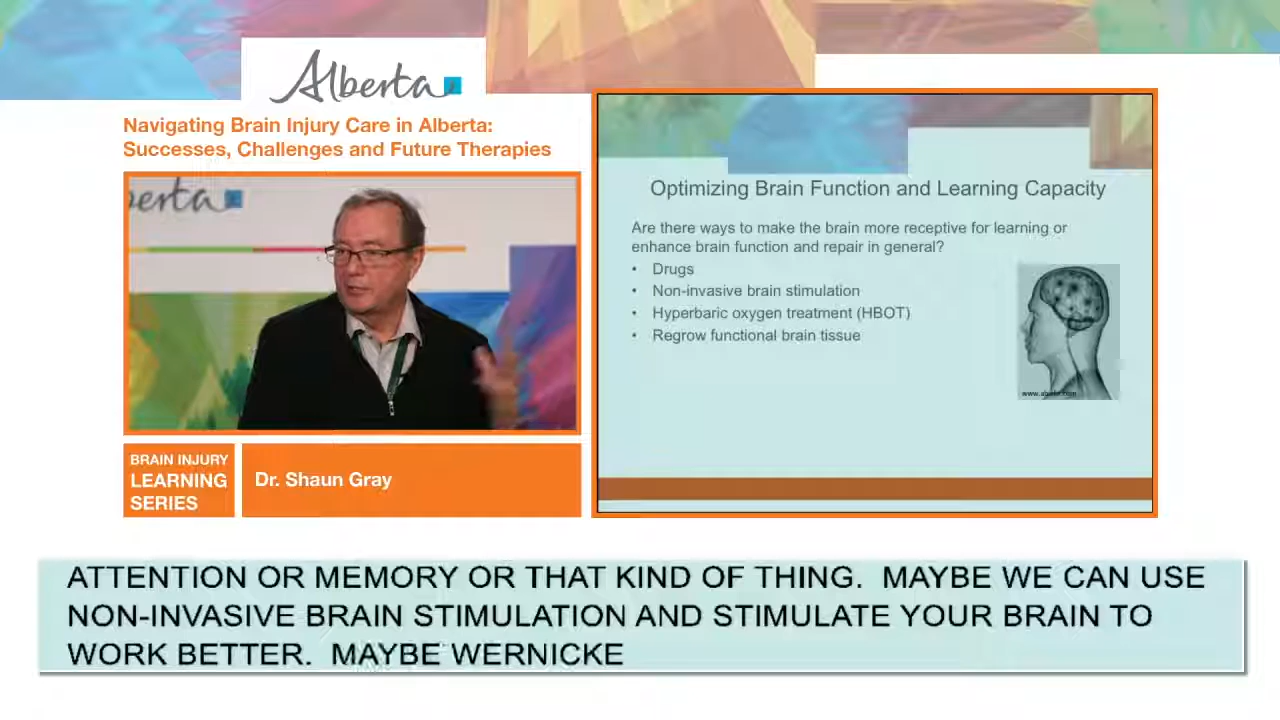 Alberta
Navigating Brain Injury Care in Alberta:
Successes, Challenges and Future Therapies
berta
BRAIN INJURY
LEARNING
SERIES
Dr. Shaun Gray
Optimizing Brain Function and Learning Capacity
Are there ways to make the brain more receptive for learning or
enhance brain function and repair in general?
• Drugs
• Non-invasive brain stimulation
• Hyperbaric oxygen treatment (HBOT)
• Regrow functional brain tissue
ATTENTION OR MEMORY OR THAT KIND OF THING.  MAYBE WE CAN USE
NON-INVASIVE BRAIN STIMULATION AND STIMULATE YOUR BRAIN TO
WORK BETTER.  MAYBE WERNICKE